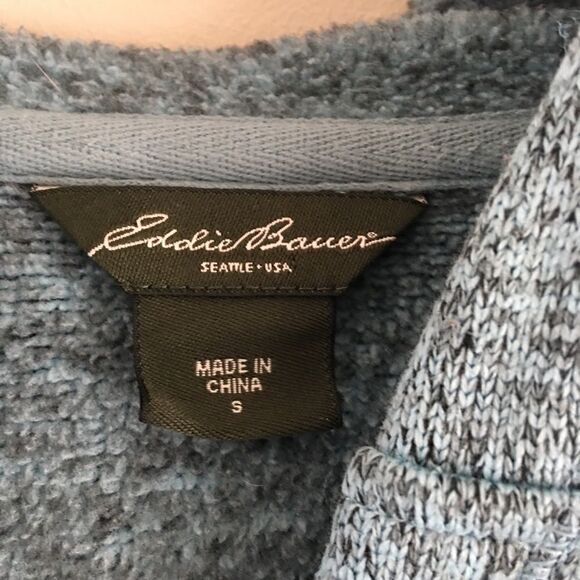 Eddie Bauer
SEATTLE • USA
MADE IN
CHINA
S